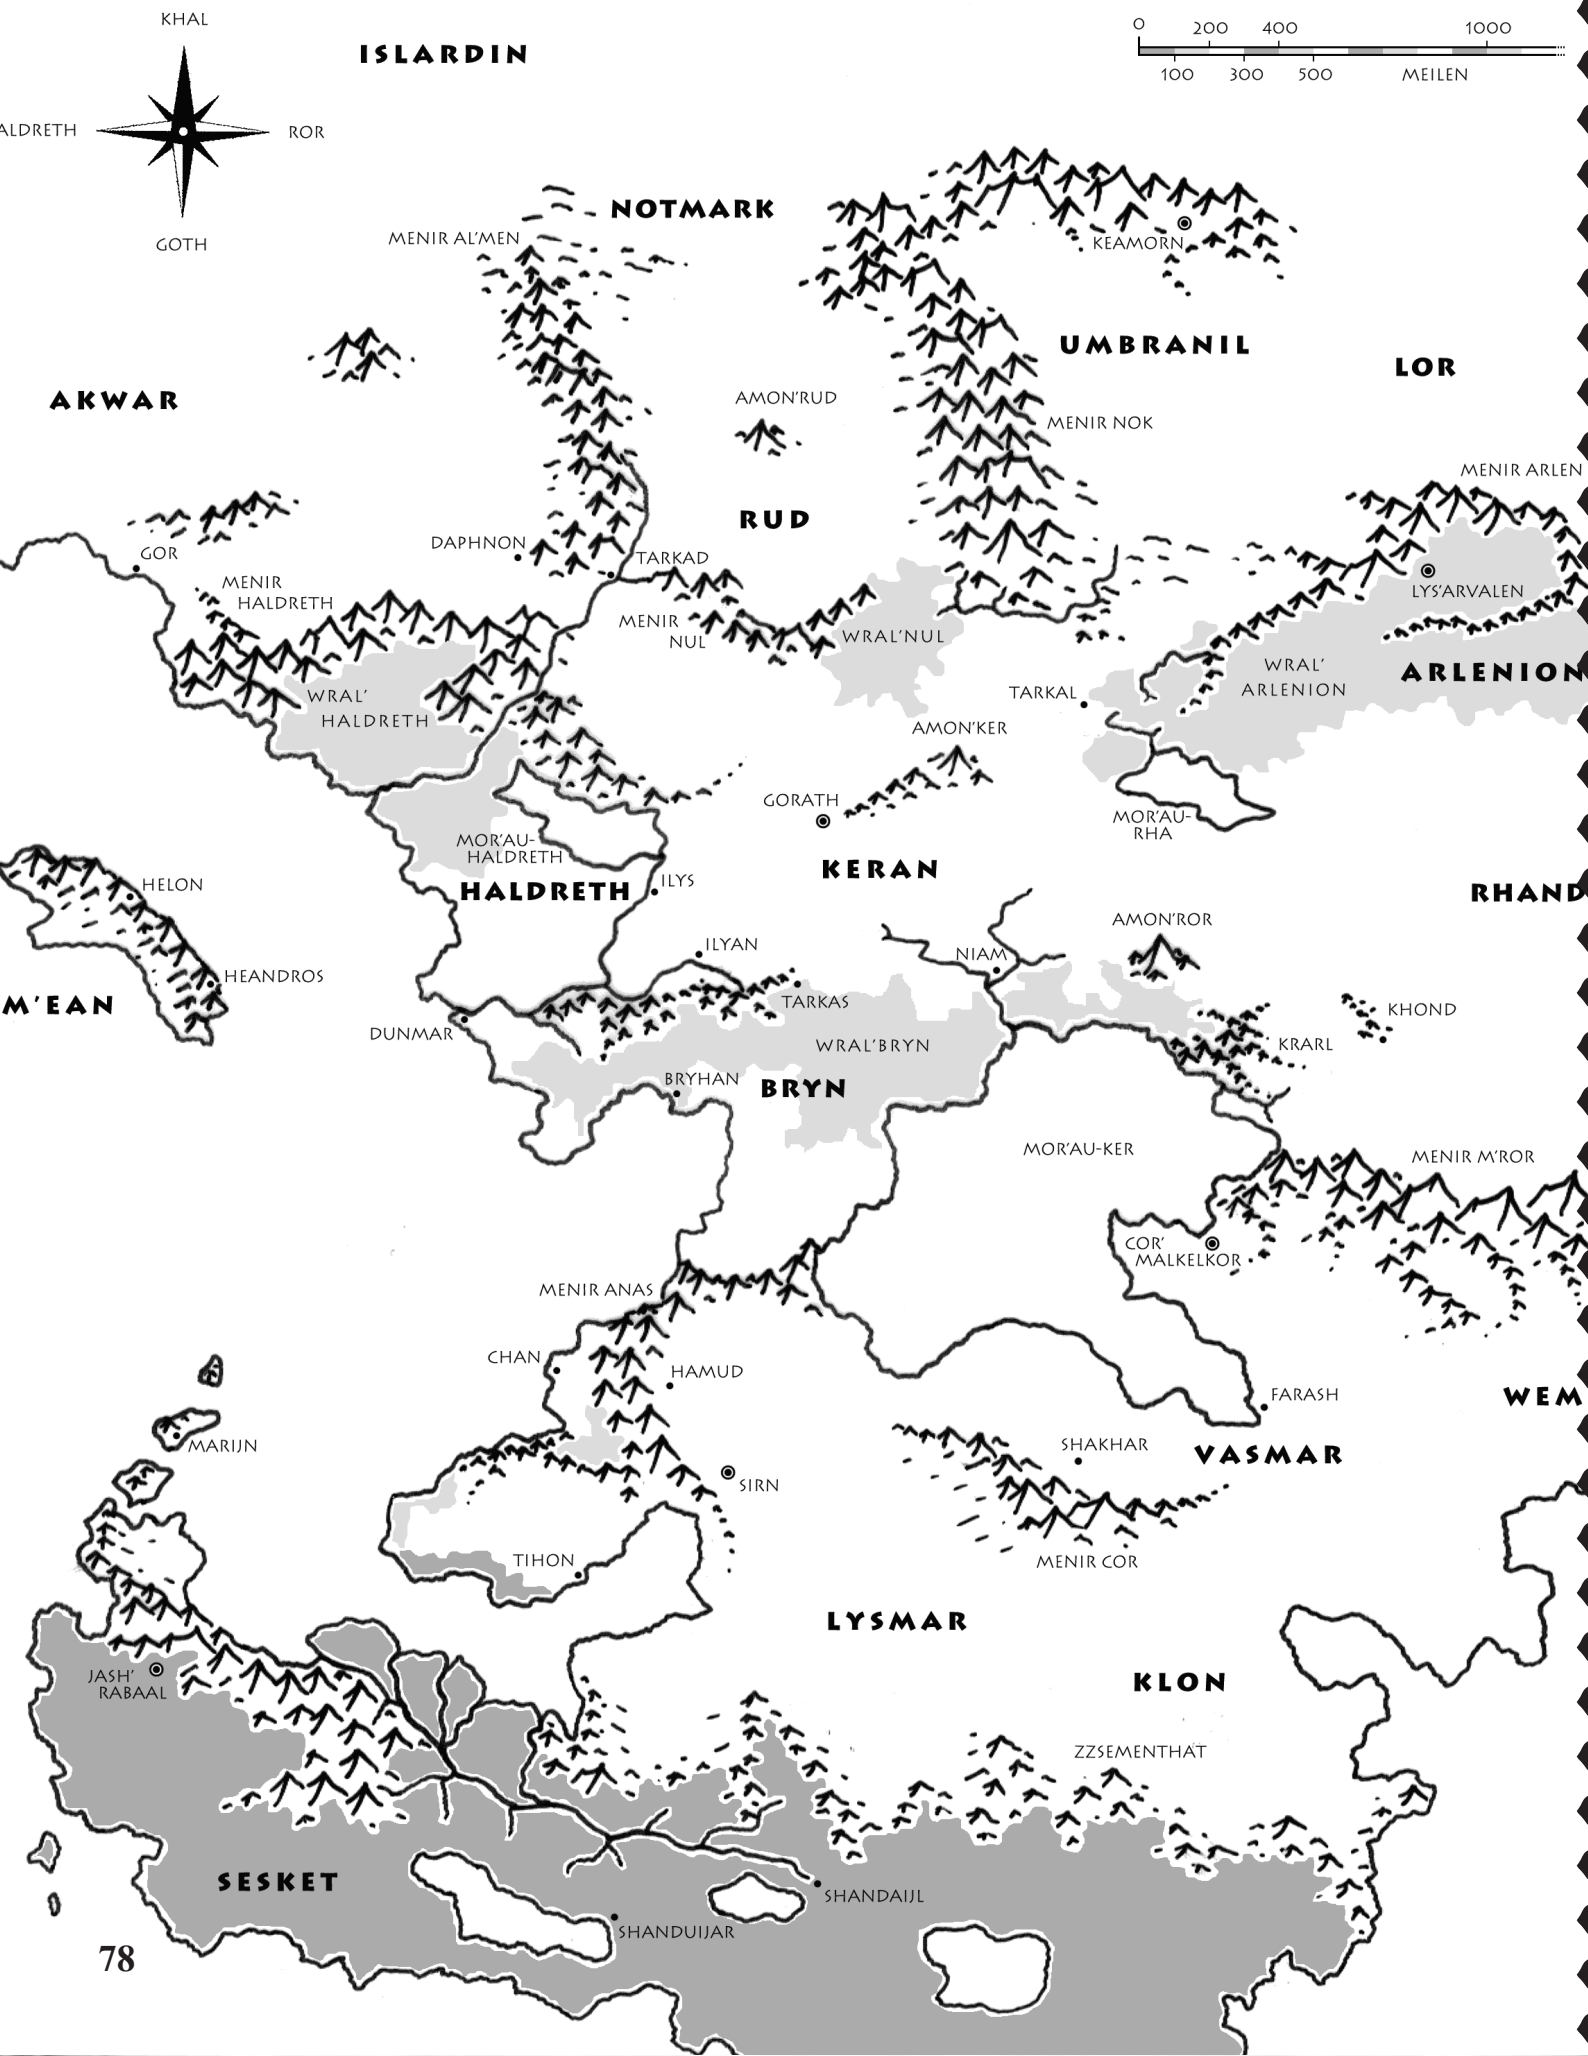 KHAL
ISLARDIN
0 200 400 1000
100 300 500 MEILEN
ALDRETH
ROR
GOTH
NOTMARK
MENIR AL'MEN
KEAMORN
UMBRANIL
LOR
AKWAR
AMON'RUD
MENIR NOK
MENIR ARLEN
RUD
DAPHNON
GOR
TARKAD
MENIR
HALDRETH
LYS'ARVALEN
MENIR
NUL
WRAL'NUL
WRAL'
ARLENION
ARLENION
WRAL'
HALDRETH
TARKAL
AMON'KER
GORATH
MOR'AU-
RHA
MOR'AU-
HALDRETH
KERAN
HELON
HALDRETH
ILYS
RHAND
AMON'ROR
ILYAN
NIAM
HEANDROS
M'EAN
TARKAS
KHOND
DUNMAR
WRAL'BRYN
KRARL
BRYHAN
BRYN
MOR'AU-KER
MENIR M'ROR
COR'
MALKELKOR
MENIR ANAS
CHAN
HAMUD
FARASH
WEM
MARIJN
SHAKHAR
VASMAR
SIRN
TIHON
MENIR COR
LYSMAR
JASH'
RABAAL
KLON
ZZSEMENTHAT
SESKET
SHANDAIJL
SHANDUIJAR
78